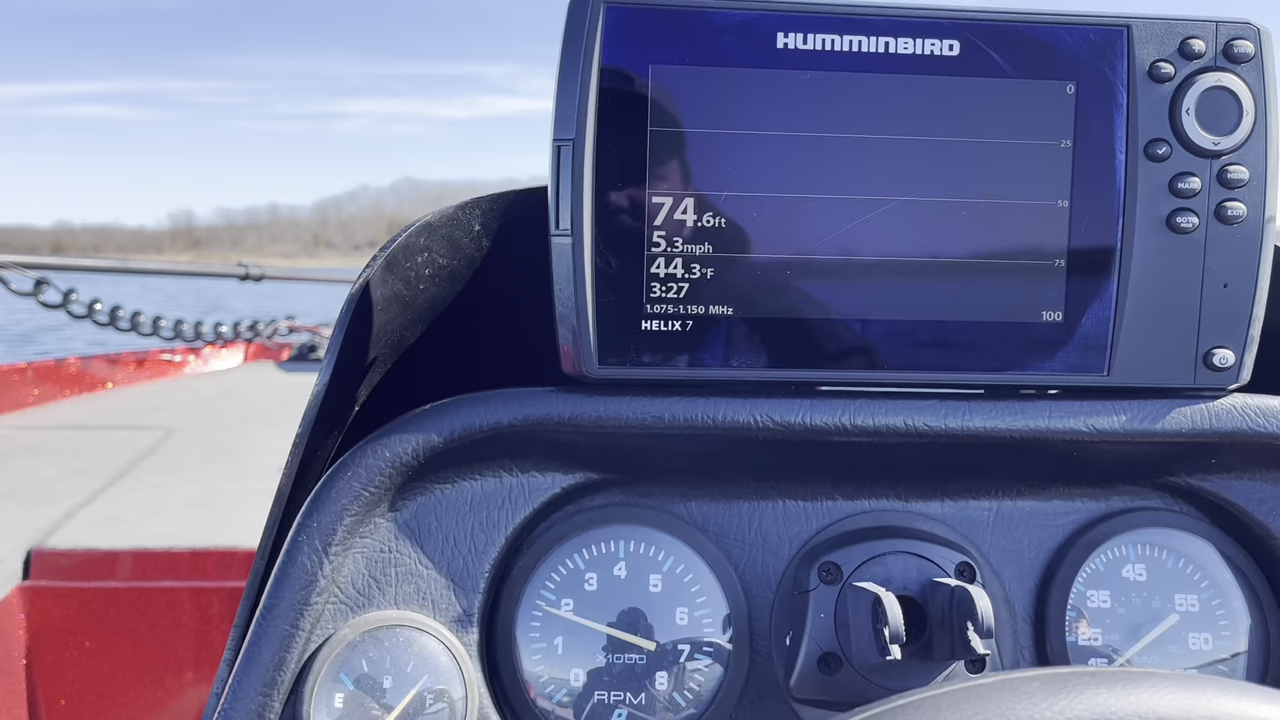 HUMMINBIRD
0
25
50
75
100
74.6ft
5.3mph
44.3°F
3:27
1.075-1.150 MHz
HELIX 7
+
VIEW
-
MENU
MARK
EXIT
GOTO
E
F
0
1
2
3
4
5
6
7
8
X1000
RPM
15
25
35
45
55
60